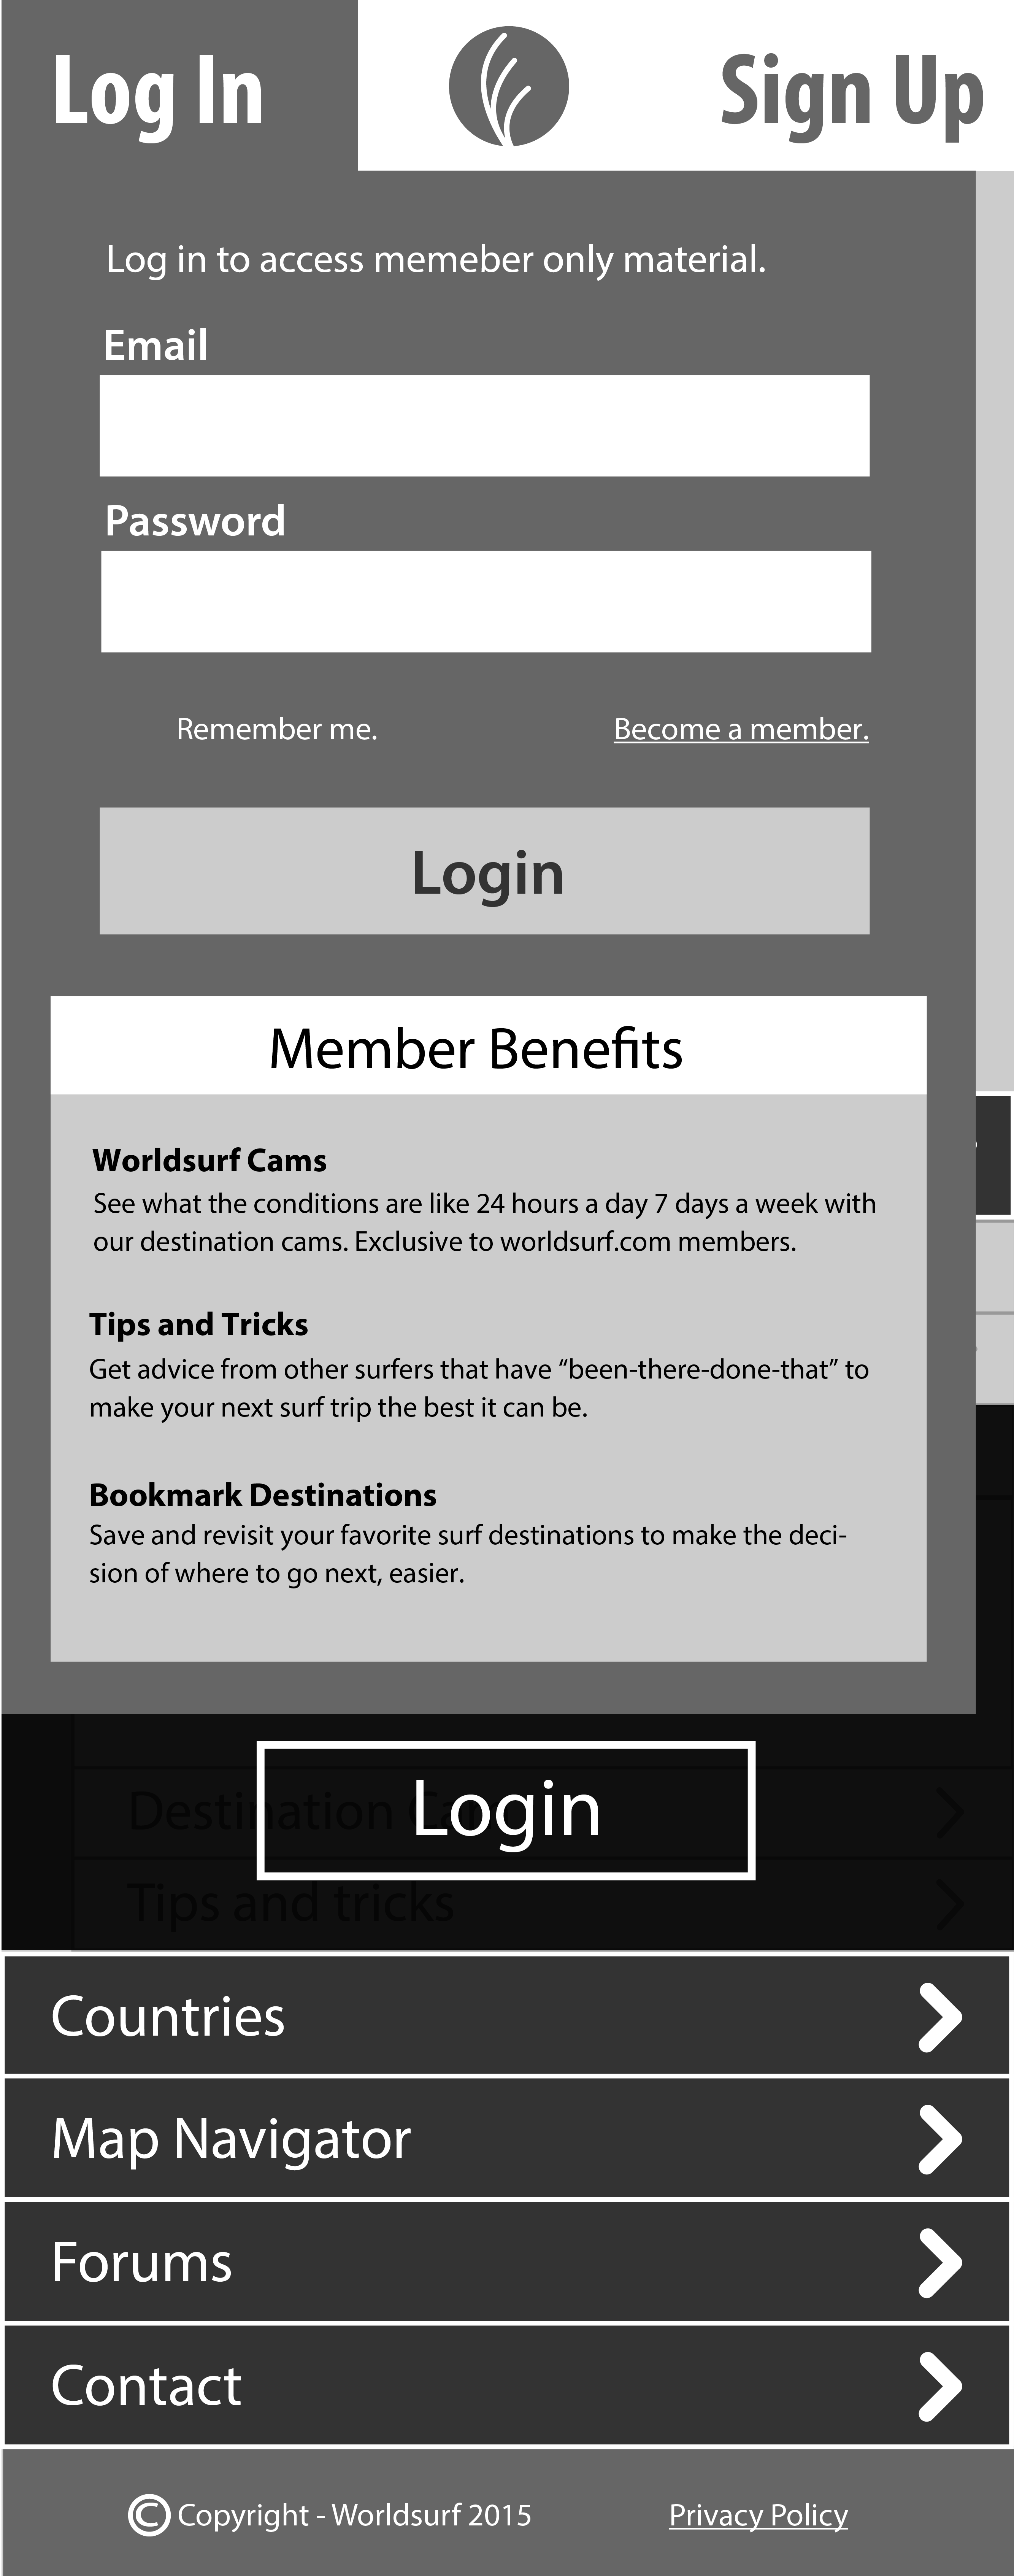 Log In
Sign Up
Log in to access memeber only material.
Email
Password
Remember me.
Become a member.
Login
Member Benefits
Worldsurf Cams
See what the conditions are like 24 hours a day 7 days a week with
our destination cams. Exclusive to worldsurf.com members.
Tips and Tricks
Get advice from other surfers that have “been-there-done-that” to
make your next surf trip the best it can be.
Bookmark Destinations
Save and revisit your favorite surf destinations to make the deci-
sion of where to go next, easier.
Login
Destination
Tips and tricks
Countries
Map Navigator
Forums
Contact
© Copyright - Worldsurf 2015
Privacy Policy